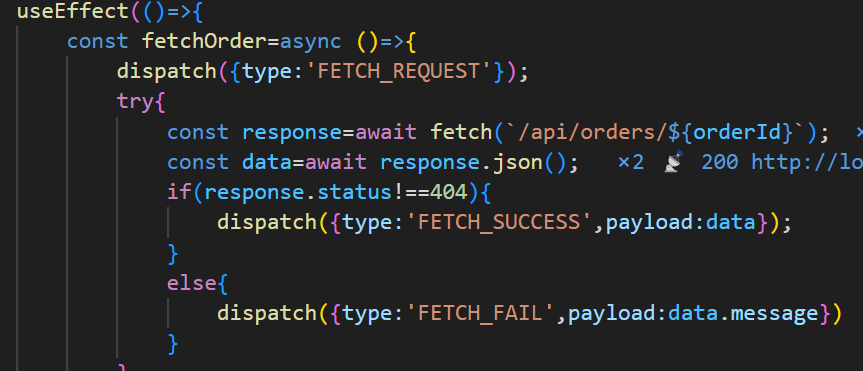 useEffect(()=>{
const fetchOrder=async ()=>{
dispatch({type:'FETCH_REQUEST'});
try{
const response=await fetch(`/api/orders/${orderId}`); ×
const data=await response.json(); ×2 📡 200 http://lo
if(response.status!==404){
dispatch({type:'FETCH_SUCCESS',payload:data});
}
else{
dispatch({type:'FETCH_FAIL',payload:data.message})
}
}